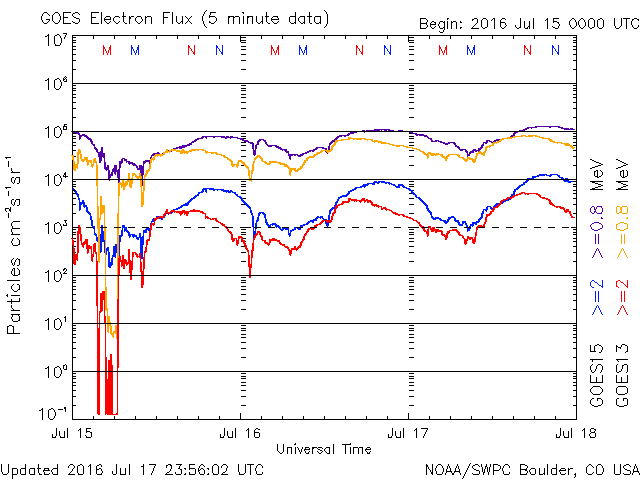 GOES Electron Flux (5 minute data)
Begin: 2016 Jul 15 0000 UTC
10⁷
M M N N M M N N M M N N
10⁶
10⁵
10⁴
10³
10²
10¹
10⁰
10⁻¹
Particles cm⁻²s⁻¹sr⁻¹
Jul 15 Jul 16 Jul 17 Jul 18
Universal Time
GOES15 >=2 >=0.8 MeV
GOES13 >=2 >=0.8 MeV
Updated 2016 Jul 17 23:56:02 UTC
NOAA/SWPC Boulder, CO USA